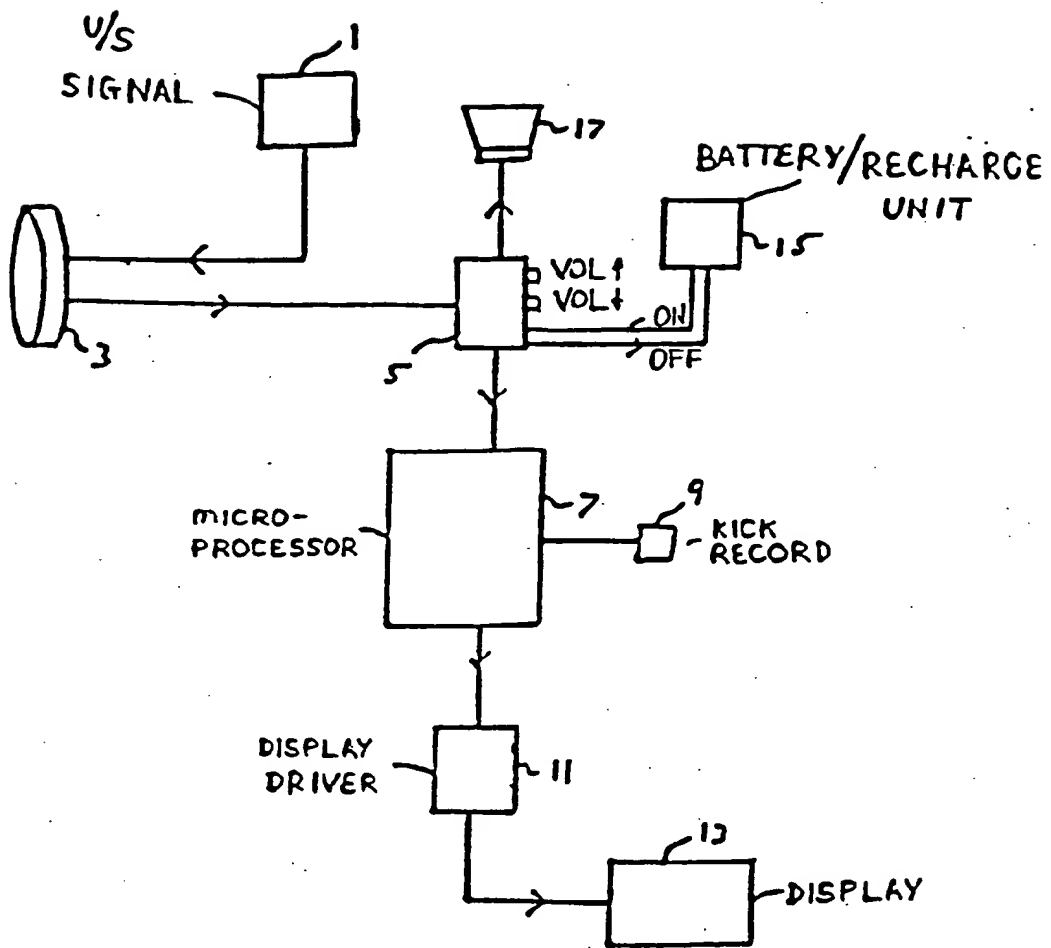 U/S
SIGNAL
1
17
BATTERY/RECHARGE
UNIT
15
VOL↑
VOL↓
ON
OFF
3
5
7
9
MICRO-
PROCESSOR
KICK
RECORD
DISPLAY
DRIVER
11
13
DISPLAY